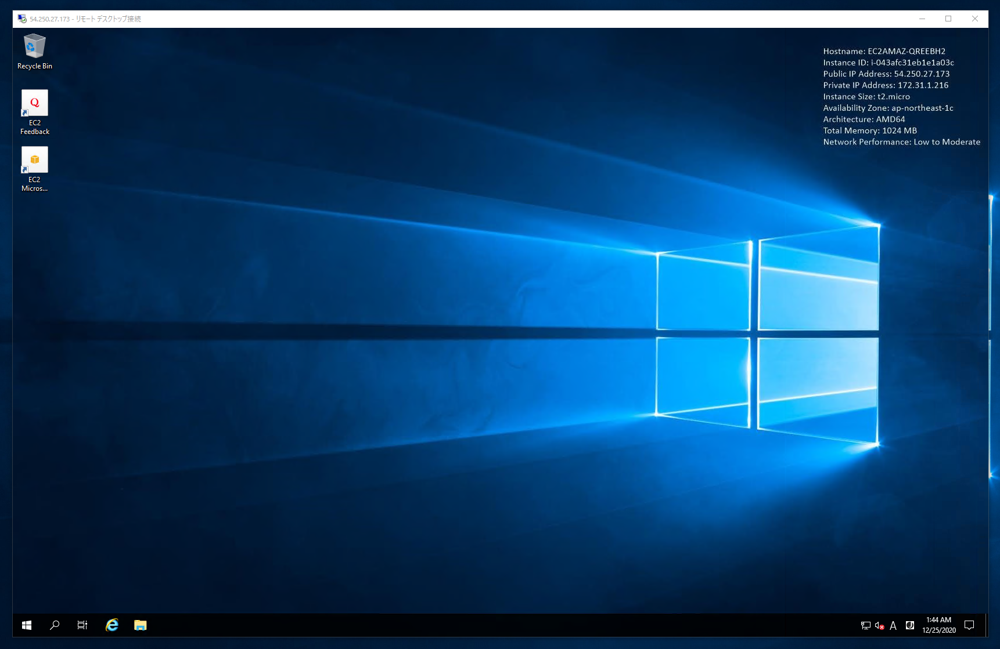 54.250.27.173 - リモート デスクトップ接続
Recycle Bin
EC2
Feedback
EC2
Micros...
Hostname: EC2AMAZ-QREEBH2
Instance ID: i-043afc31eb1e1a03c
Public IP Address: 54.250.27.173
Private IP Address: 172.31.1.216
Instance Size: t2.micro
Availability Zone: ap-northeast-1c
Architecture: AMD64
Total Memory: 1024 MB
Network Performance: Low to Moderate
A
1:44 AM
12/25/2020